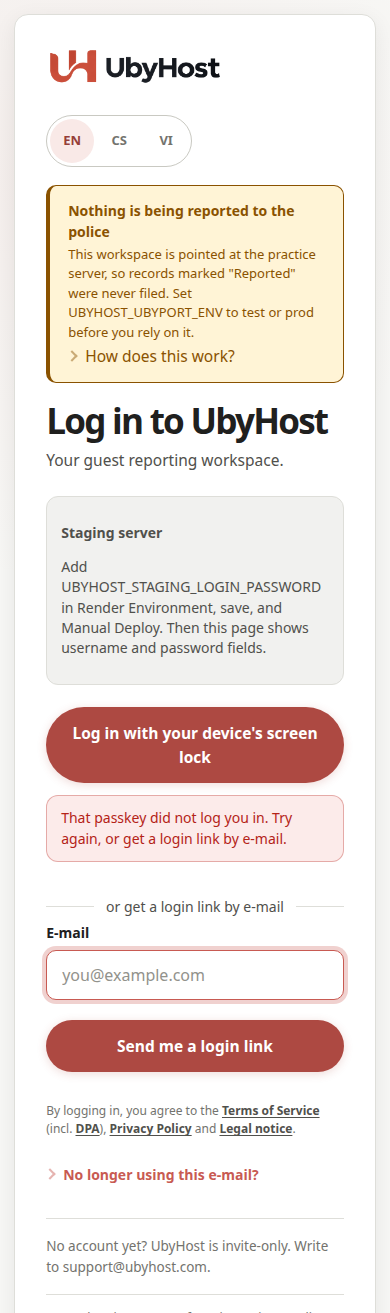 UbyHost
EN CS VI
Nothing is being reported to the
police
This workspace is pointed at the practice
server, so records marked "Reported"
were never filed. Set
UBYHOST_UBYPORT_ENV to test or prod
before you rely on it.
How does this work?
Log in to UbyHost
Your guest reporting workspace.
Staging server
Add
UBYHOST_STAGING_LOGIN_PASSWORD
in Render Environment, save, and
Manual Deploy. Then this page shows
username and password fields.
Log in with your device's screen
lock
That passkey did not log you in. Try
again, or get a login link by e-mail.
or get a login link by e-mail
E-mail
you@example.com
Send me a login link
By logging in, you agree to the Terms of Service
(incl. DPA), Privacy Policy and Legal notice.
No longer using this e-mail?
No account yet? UbyHost is invite-only. Write
to support@ubyhost.com.